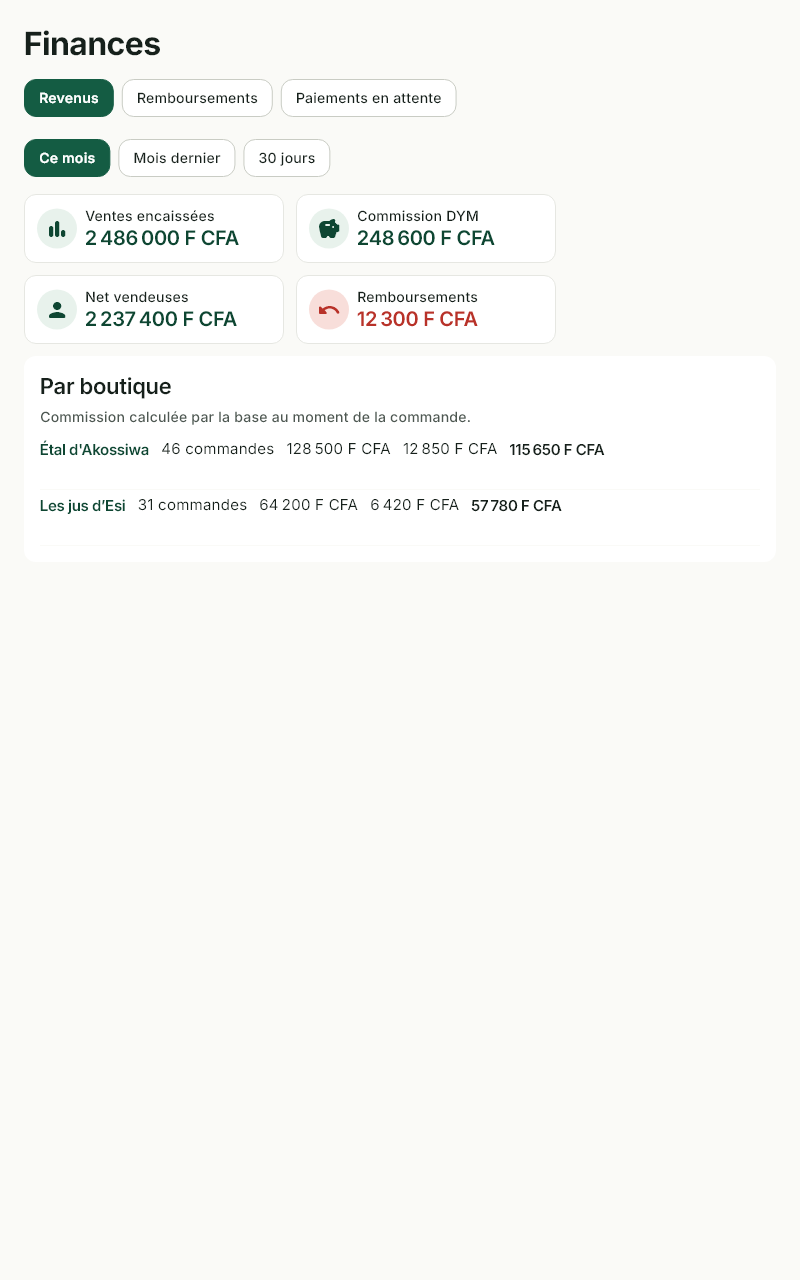 Finances
Revenus Remboursements Paiements en attente
Ce mois Mois dernier 30 jours
Ventes encaissées
2 486 000 F CFA
Commission DYM
248 600 F CFA
Net vendeuses
2 237 400 F CFA
Remboursements
12 300 F CFA
Par boutique
Commission calculée par la base au moment de la commande.
Étal d'Akossiwa 46 commandes 128 500 F CFA 12 850 F CFA 115 650 F CFA
Les jus d’Esi 31 commandes 64 200 F CFA 6 420 F CFA 57 780 F CFA